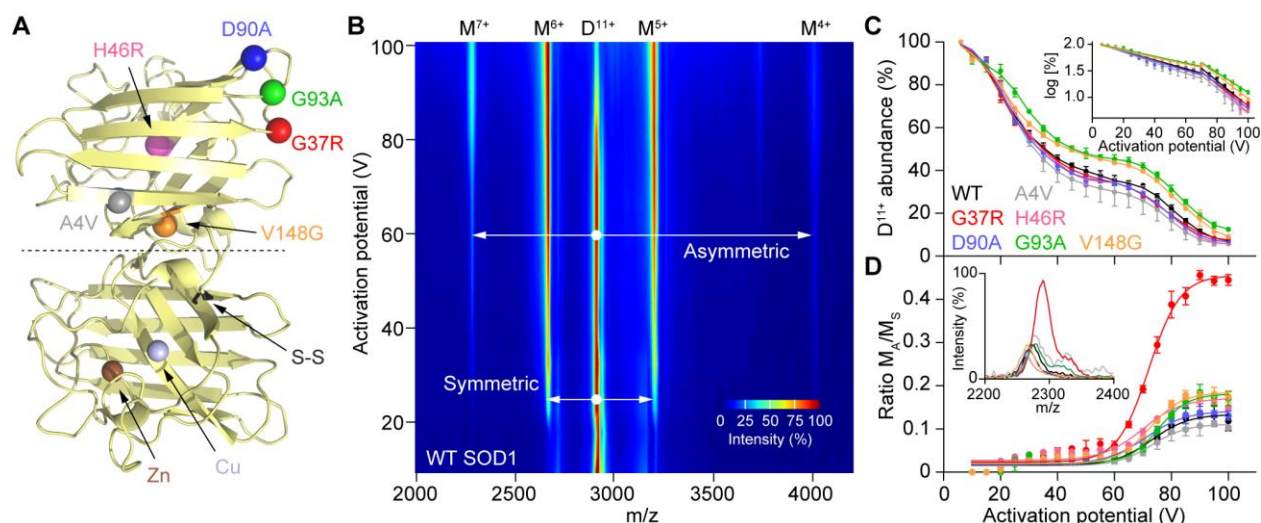 A
D90A
H46R
G93A
G37R
A4V
V148G
S-S
Zn
Cu
B
M7+ M6+ D11+ M5+ M4+
Activation potential (V)
100
80
60
40
20
Asymmetric
Symmetric
0 25 50 75 100
Intensity (%)
WT SOD1
2000 2500 3000 3500 4000
m/z
C
D11+ abundance (%)
100
80
60
40
20
0
log [%]
2.0
1.5
1.0
0 20 40 60 80 100
Activation potential (V)
WT A4V
G37R H46R
D90A G93A V148G
D
Ratio MA/MS
0.4
0.3
0.2
0.1
0
Intensity (%)
100
0
2200 2300 2400
m/z
0 20 40 60 80 100
Activation potential (V)